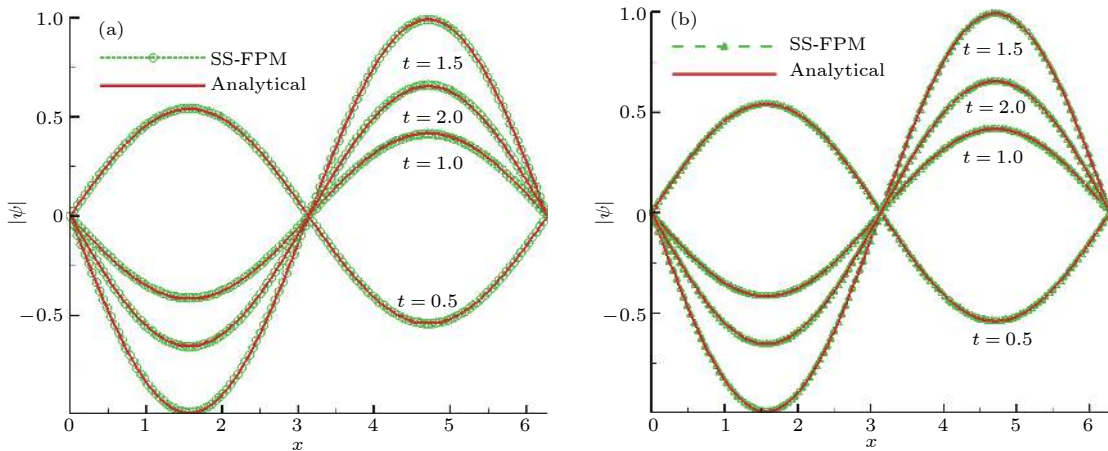 (a)
SS-FPM
Analytical
t = 1.5
t = 2.0
t = 1.0
t = 0.5
1.0
0.5
0
−0.5
|ψ|
0 1 2 3 4 5 6
x
(b)
SS-FPM
Analytical
t = 1.5
t = 2.0
t = 1.0
t = 0.5
1.0
0.5
0
−0.5
|ψ|
0 1 2 3 4 5 6
x